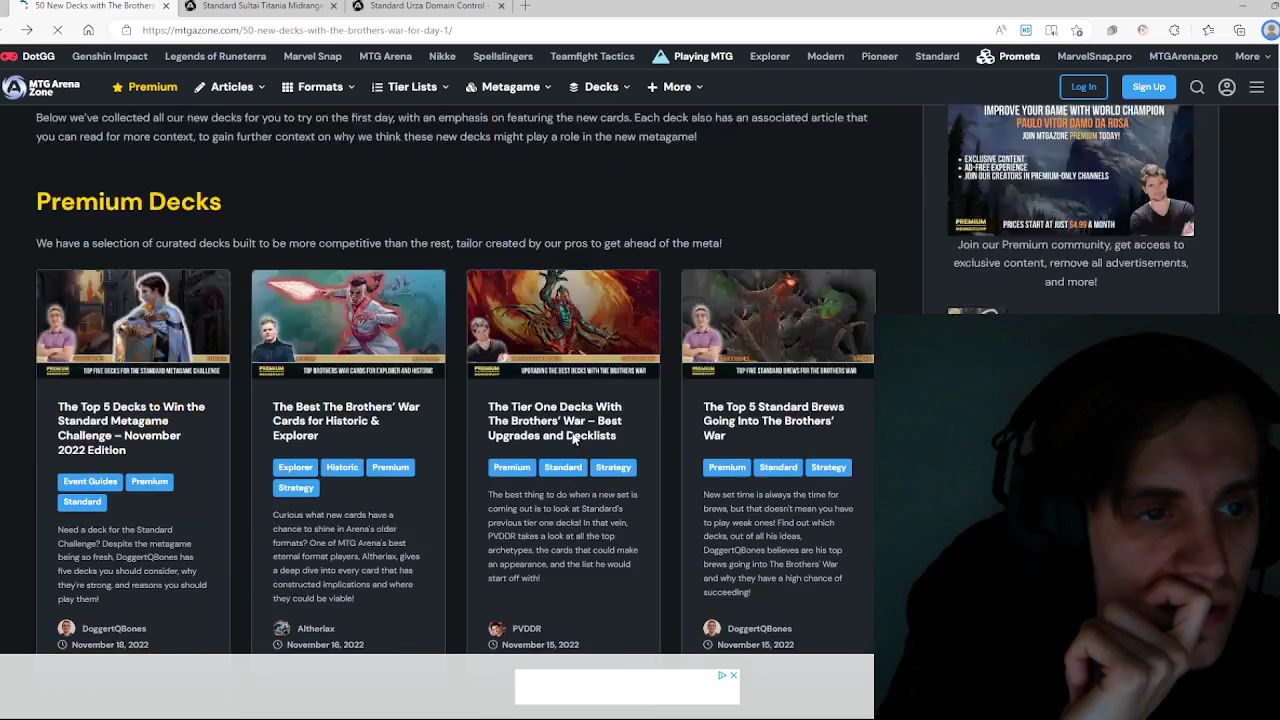 50 New Decks with The Brothers
Standard Sultai Titania Midrange
Standard Urza Domain Control -
https://mtgazone.com/50-new-decks-with-the-brothers-war-for-day-1/
DotGG Genshin Impact Legends of Runeterra Marvel Snap MTG Arena Nikke Spellslingers Teamfight Tactics Playing MTG Explorer Modern Pioneer Standard Prometa MarvelSnap.pro MTGArena.pro More
MTG ARENA ZONE Premium Articles Formats Tier Lists Metagame Decks More Log In Sign Up
Below we've collected all our new decks for you to try on the first day, with an emphasis on featuring the new cards. Each deck also has an associated article that
you can read for more context, to gain further context on why we think these new decks might play a role in the new metagame!
Premium Decks
We have a selection of curated decks built to be more competitive than the rest, tailor created by our pros to get ahead of the meta!
PREMIUM MEMBERSHIP TOP FIVE DECKS FOR THE STANDARD METAGAME CHALLENGE
The Top 5 Decks to Win the
Standard Metagame
Challenge – November
2022 Edition
Event Guides Premium
Standard
Need a deck for the Standard
Challenge? Despite the metagame
being so fresh, DoggertQBones has
five decks you should consider, why
they're strong, and reasons you should
play them!
DoggertQBones
November 18, 2022
PREMIUM MEMBERSHIP TOP BROTHERS WAR CARDS FOR EXPLORER AND HISTORIC
The Best The Brothers' War
Cards for Historic &
Explorer
Explorer Historic Premium
Strategy
Curious what new cards have a
chance to shine in Arena's older
formats? One of MTG Arena's best
eternal format players, Altheriax, gives
a deep dive into every card that has
constructed implications and where
they could be viable!
Altheriax
November 16, 2022
PREMIUM MEMBERSHIP UPGRADING THE BEST DECKS WITH THE BROTHERS WAR
The Tier One Decks With
The Brothers' War – Best
Upgrades and Decklists
Premium Standard Strategy
The best thing to do when a new set is
coming out is to look at Standard's
previous tier one decks! In that vein,
PVDDR takes a look at all the top
archetypes, the cards that could make
an appearance, and the list he would
start off with!
PVDDR
November 15, 2022
PREMIUM MEMBERSHIP TOP FIVE STANDARD BREWS FOR THE BROTHERS WAR
The Top 5 Standard Brews
Going Into The Brothers'
War
Premium Standard Strategy
New set time is always the time for
brews, but that doesn't mean you have
to play weak ones! Find out which
decks, out of all his ideas,
DoggertQBones believes are his top
brews going into The Brothers' War
and why they have a high chance of
succeeding!
DoggertQBones
November 15, 2022
IMPROVE YOUR GAME WITH WORLD CHAMPION
PAULO VITOR DAMO DA ROSA
JOIN MTGAZONE PREMIUM TODAY!
• EXCLUSIVE CONTENT
• AD-FREE EXPERIENCE
• JOIN OUR CREATORS IN PREMIUM-ONLY CHANNELS
PREMIUM MEMBERSHIP PRICES START AT JUST $4.99 A MONTH
Join our Premium community, get access to
exclusive content, remove all advertisements,
and more!